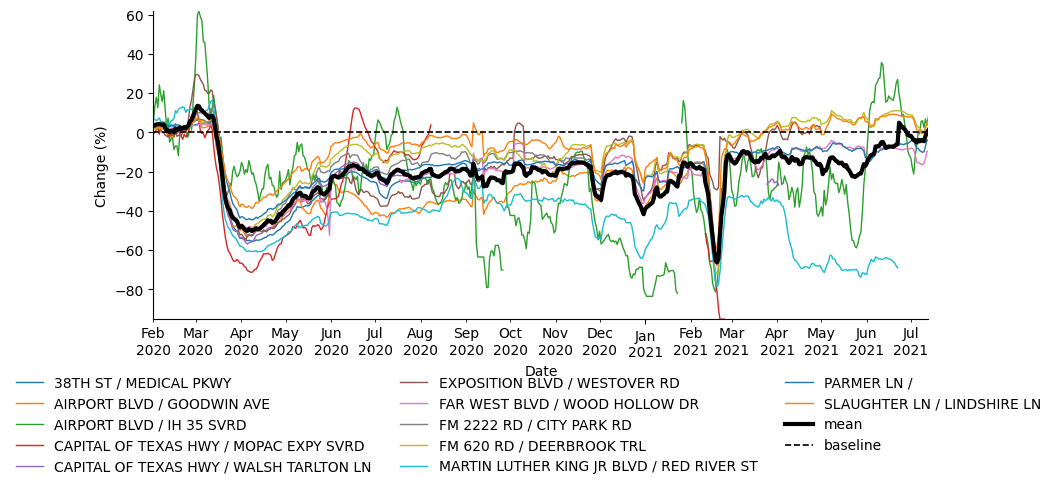 60
40
20
0
−20
−40
−60
−80
Change (%)
Feb Mar Apr May Jun Jul Aug Sep Oct Nov Dec Jan Feb Mar Apr May Jun Jul
2020 2020 2020 2020 2020 2020 2020 2020 2020 2020 2020 2021 2021 2021 2021 2021 2021 2021
Date
38TH ST / MEDICAL PKWY
AIRPORT BLVD / GOODWIN AVE
AIRPORT BLVD / IH 35 SVRD
CAPITAL OF TEXAS HWY / MOPAC EXPY SVRD
CAPITAL OF TEXAS HWY / WALSH TARLTON LN
EXPOSITION BLVD / WESTOVER RD
FAR WEST BLVD / WOOD HOLLOW DR
FM 2222 RD / CITY PARK RD
FM 620 RD / DEERBROOK TRL
MARTIN LUTHER KING JR BLVD / RED RIVER ST
PARMER LN /
SLAUGHTER LN / LINDSHIRE LN
mean
baseline